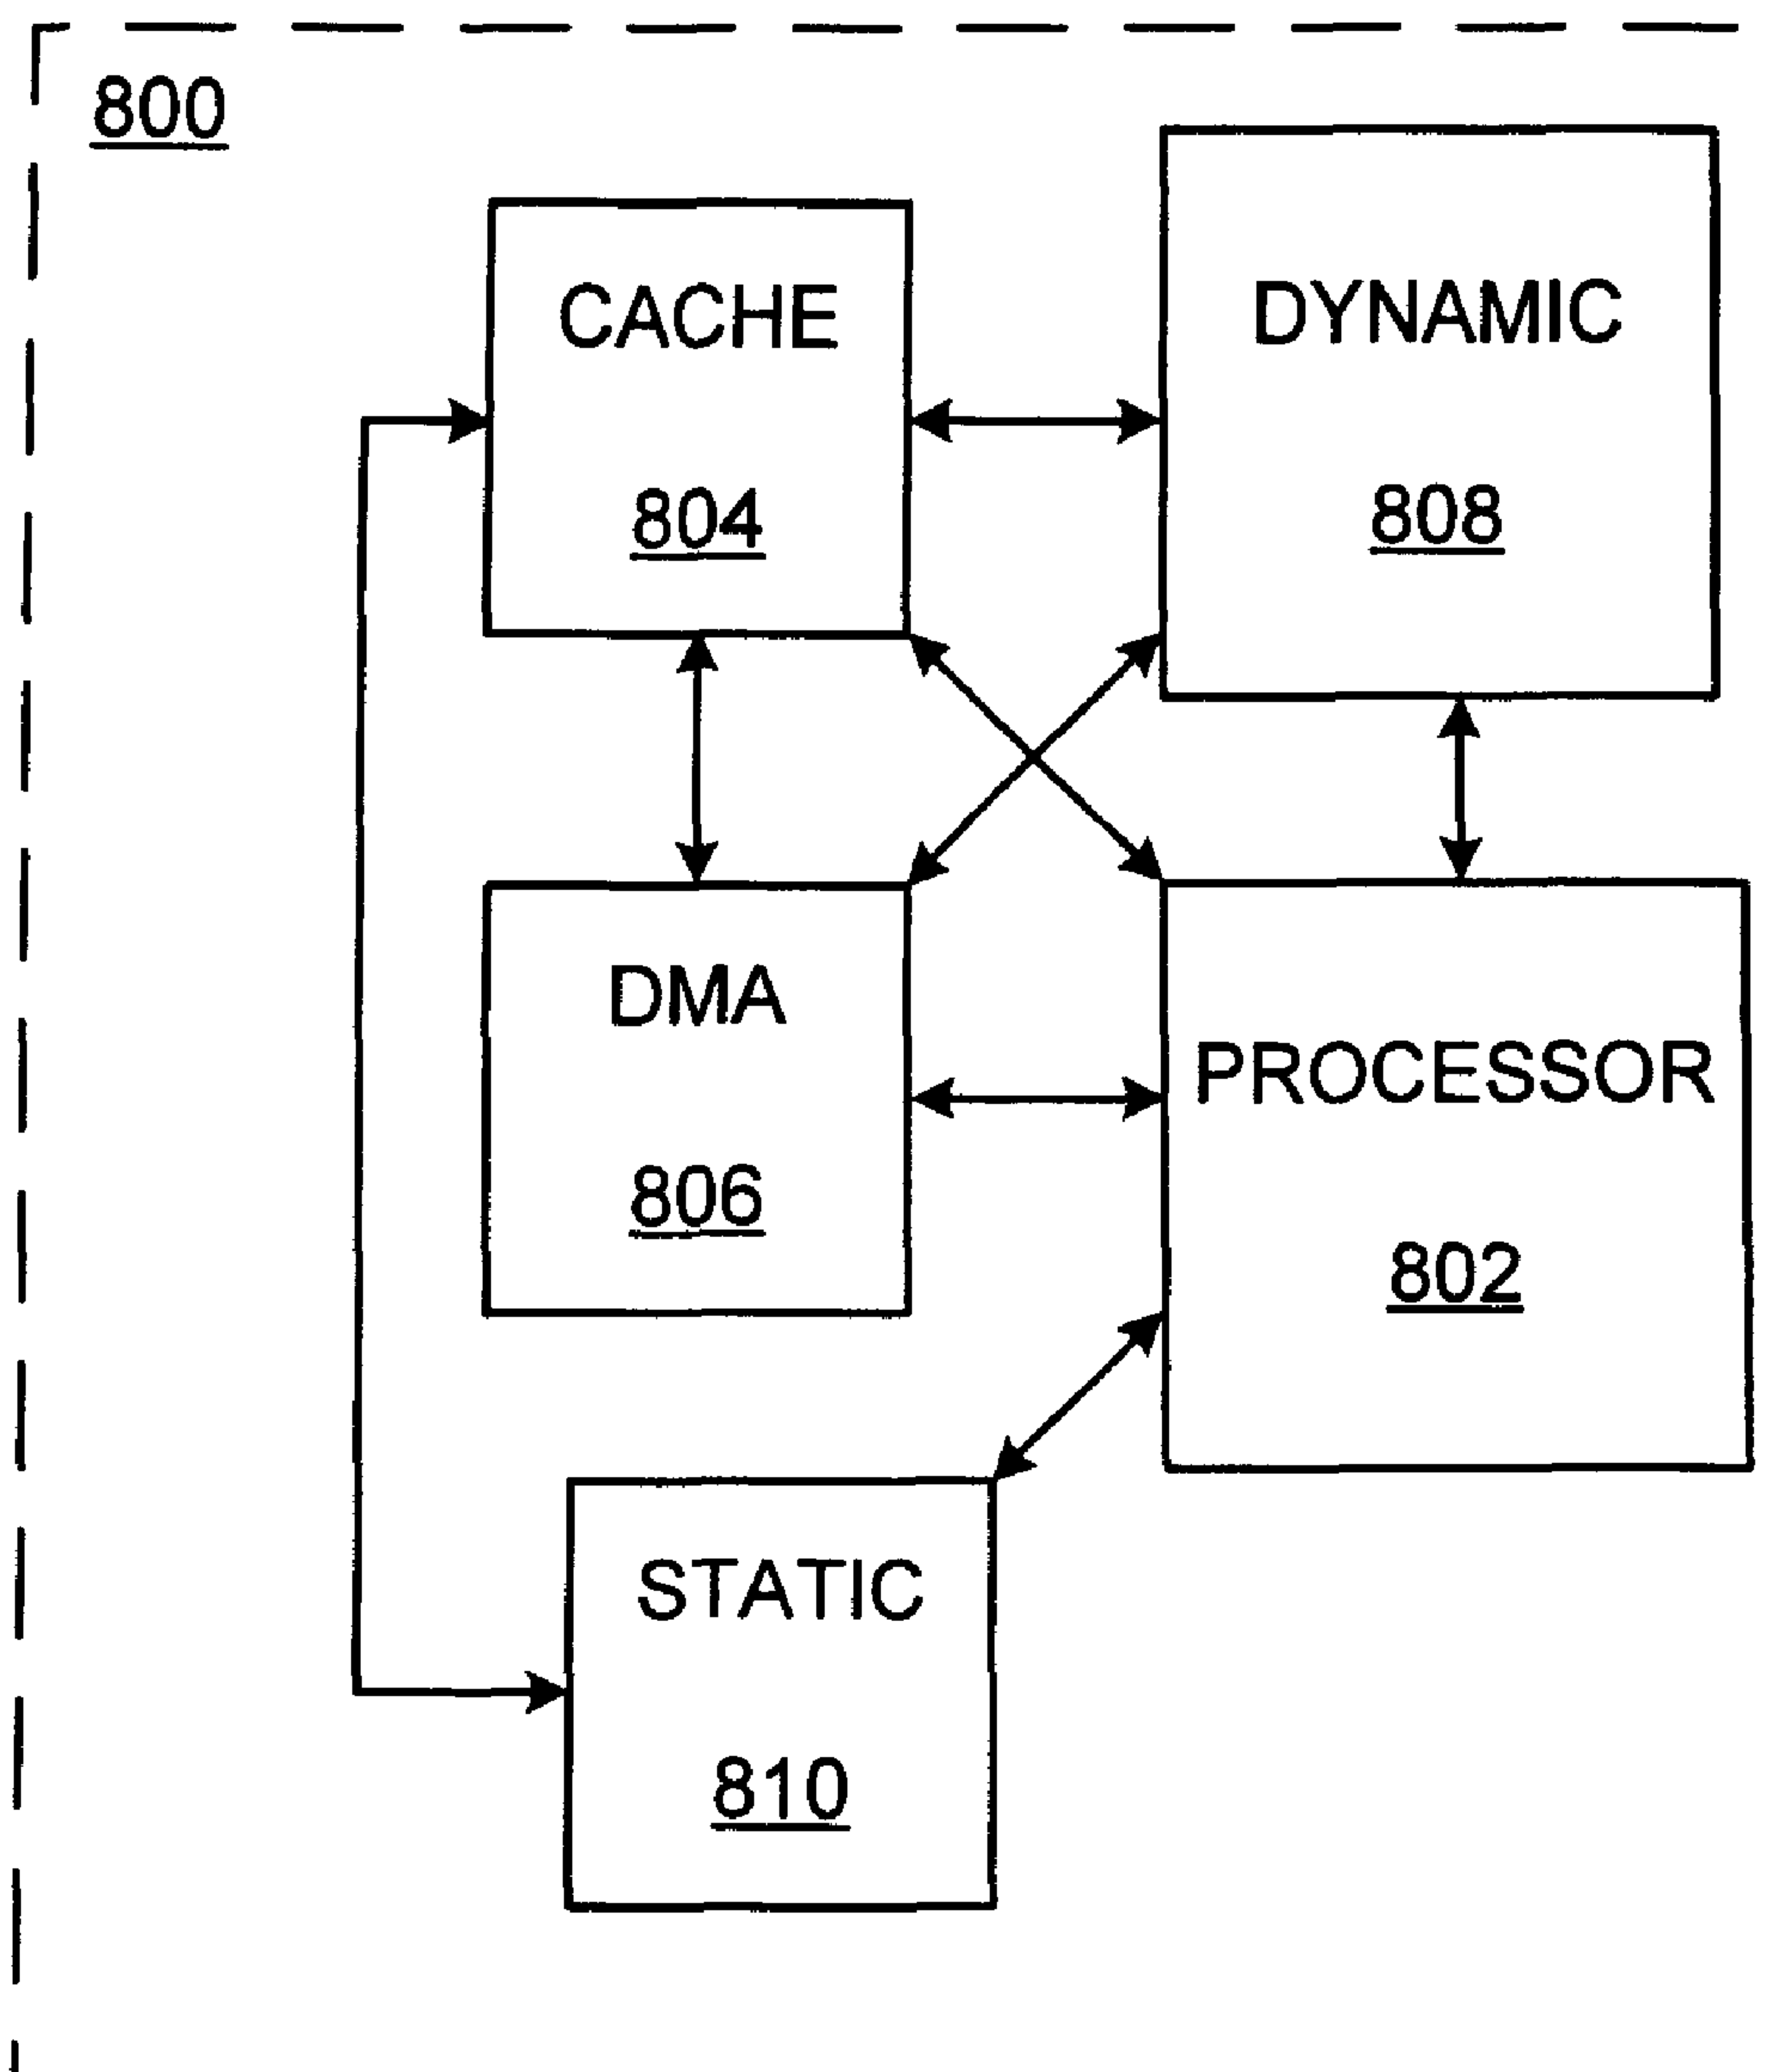 800
CACHE
804
DYNAMIC
808
DMA
806
PROCESSOR
802
STATIC
810